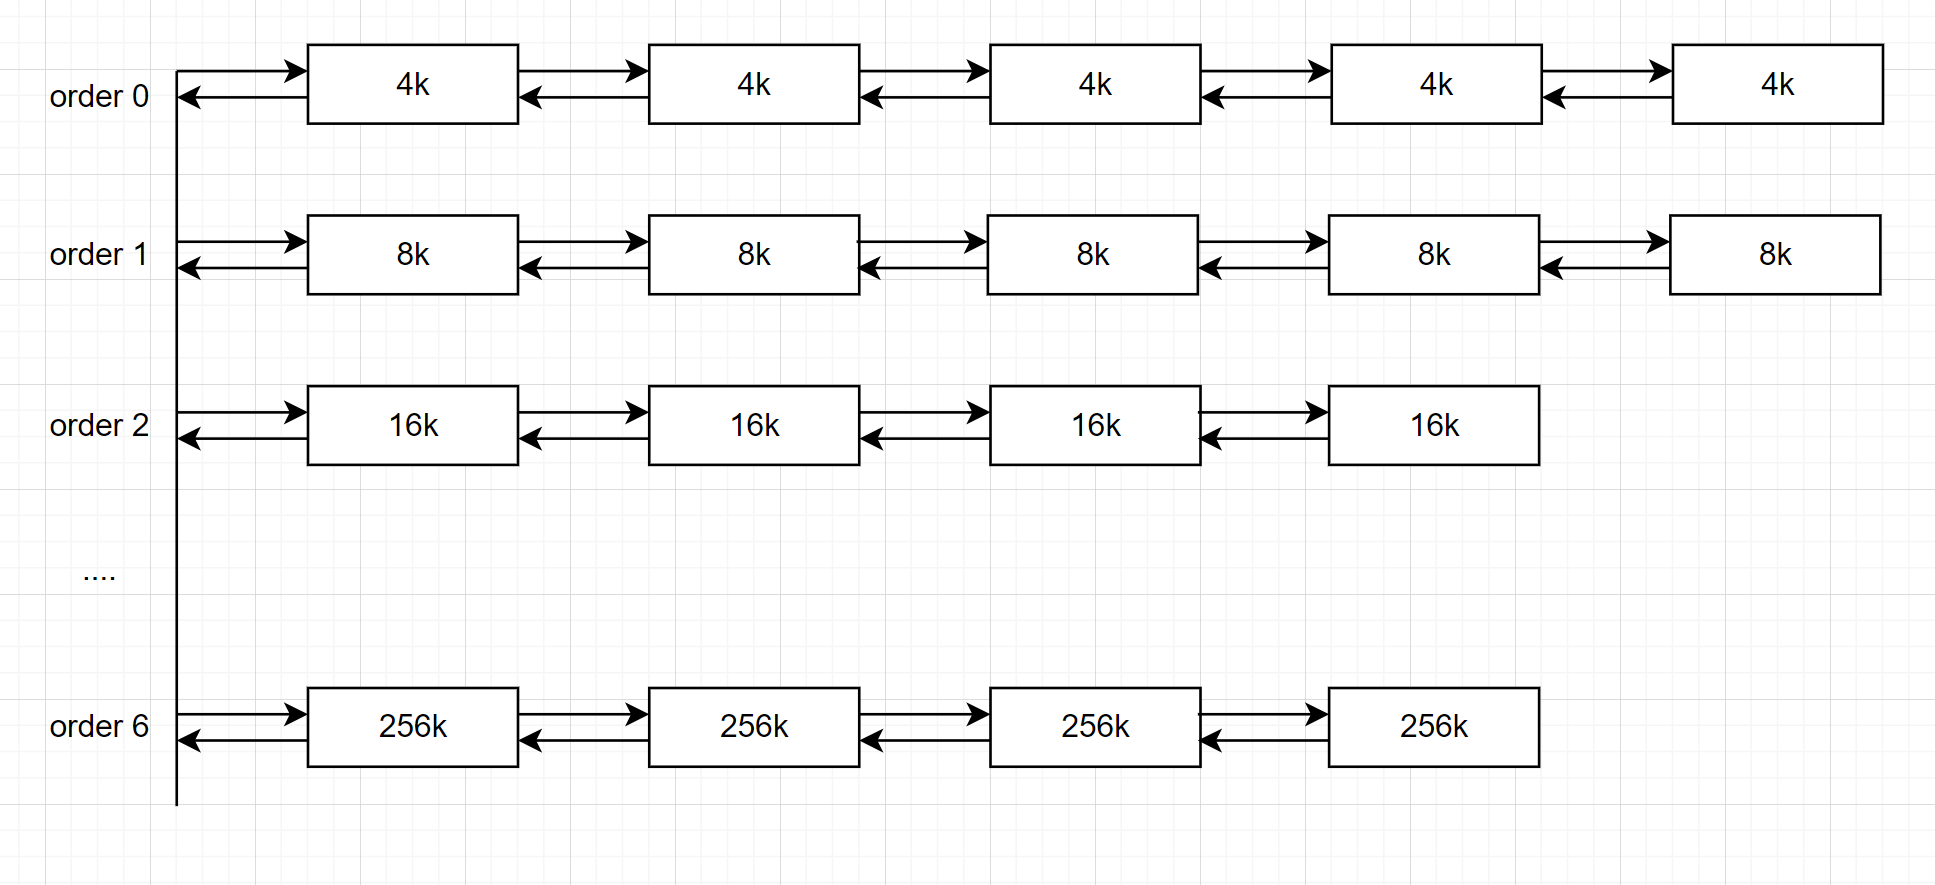 order 0 4k 4k 4k 4k 4k
order 1 8k 8k 8k 8k 8k
order 2 16k 16k 16k 16k
....
order 6 256k 256k 256k 256k